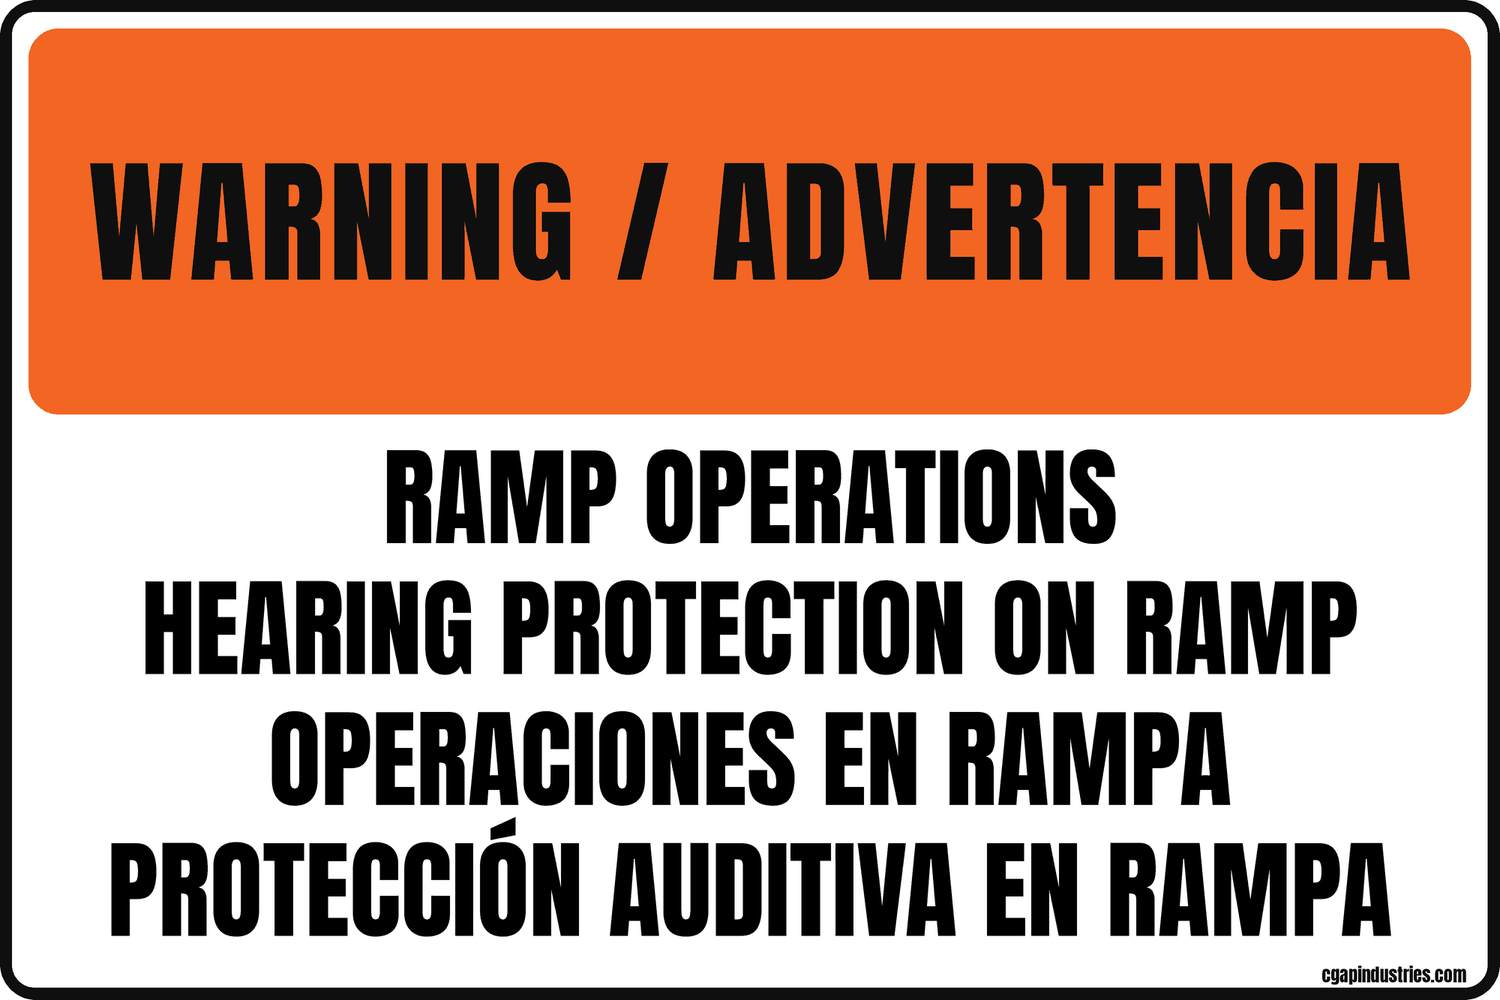 WARNING / ADVERTENCIA
RAMP OPERATIONS
HEARING PROTECTION ON RAMP
OPERACIONES EN RAMPA
PROTECCIÓN AUDITIVA EN RAMPA
cgapindustries.com